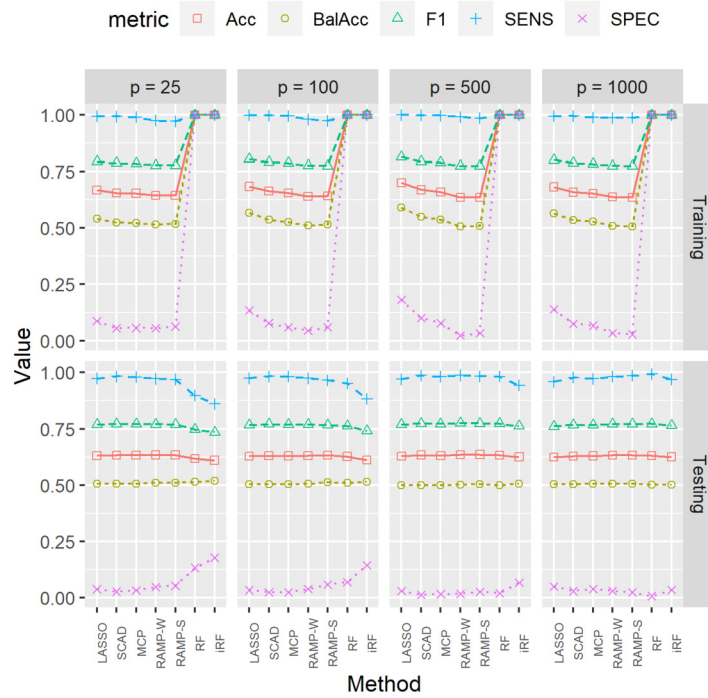 metric Acc BalAcc F1 SENS SPEC
p = 25 p = 100 p = 500 p = 1000
1.00
0.75
0.50
0.25
0.00
Training
1.00
0.75
0.50
0.25
0.00
Testing
Value
LASSO SCAD MCP RAMP-W RAMP-S RF iRF LASSO SCAD MCP RAMP-W RAMP-S RF iRF LASSO SCAD MCP RAMP-W RAMP-S RF iRF LASSO SCAD MCP RAMP-W RAMP-S RF iRF
Method